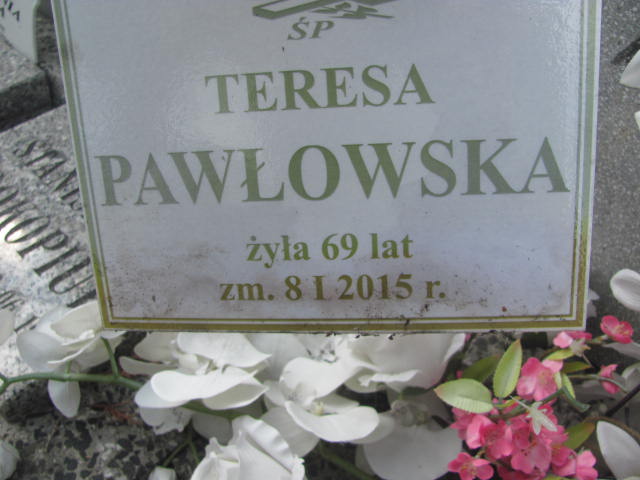 ŚP
TERESA
PAWŁOWSKA
żyła 69 lat
zm. 8 I 2015 r.